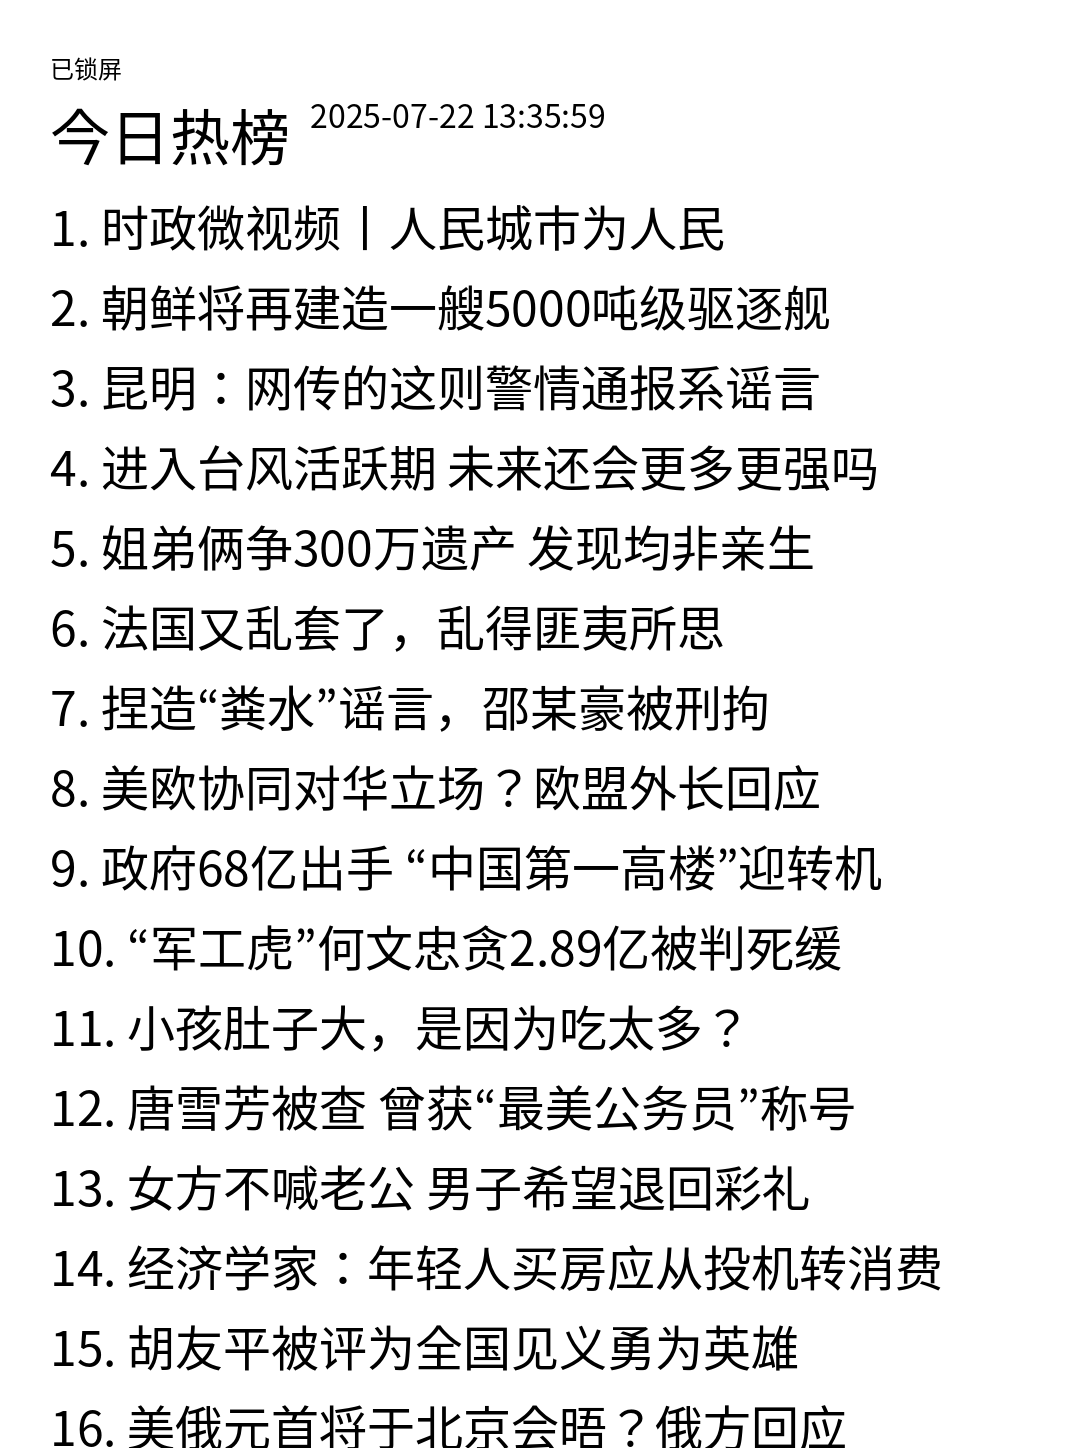 已锁屏
今日热榜 2025-07-22 13:35:59
1. 时政微视频丨人民城市为人民
2. 朝鲜将再建造一艘5000吨级驱逐舰
3. 昆明：网传的这则警情通报系谣言
4. 进入台风活跃期 未来还会更多更强吗
5. 姐弟俩争300万遗产 发现均非亲生
6. 法国又乱套了，乱得匪夷所思
7. 捏造“粪水”谣言，邵某豪被刑拘
8. 美欧协同对华立场？欧盟外长回应
9. 政府68亿出手 “中国第一高楼”迎转机
10. “军工虎”何文忠贪2.89亿被判死缓
11. 小孩肚子大，是因为吃太多？
12. 唐雪芳被查 曾获“最美公务员”称号
13. 女方不喊老公 男子希望退回彩礼
14. 经济学家：年轻人买房应从投机转消费
15. 胡友平被评为全国见义勇为英雄
16. 美俄元首将于北京会晤？俄方回应